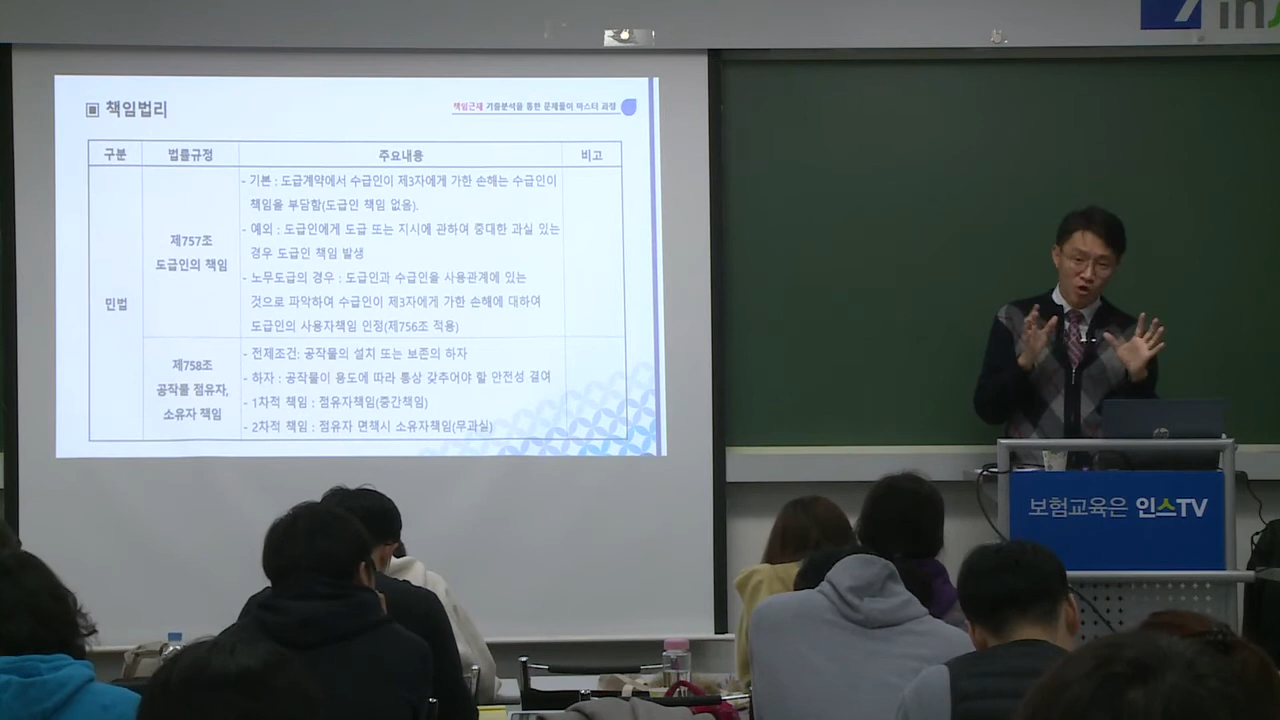 7 in
▣ 책임법리
책임근재 기출분석을 통한 문제풀이 마스터 과정
구분 법률규정 주요내용 비고
민법
제757조
도급인의 책임
- 기본 : 도급계약에서 수급인이 제3자에게 가한 손해는 수급인이
책임을 부담함(도급인 책임 없음).
- 예외 : 도급인에게 도급 또는 지시에 관하여 중대한 과실 있는
경우 도급인 책임 발생
- 노무도급의 경우 : 도급인과 수급인을 사용관계에 있는
것으로 파악하여 수급인이 제3자에게 가한 손해에 대하여
도급인의 사용자책임 인정(제756조 적용)
제758조
공작물 점유자,
소유자 책임
- 전제조건: 공작물의 설치 또는 보존의 하자
- 하자 : 공작물이 용도에 따라 통상 갖추어야 할 안전성 결여
- 1차적 책임 : 점유자책임(중간책임)
- 2차적 책임 : 점유자 면책시 소유자책임(무과실)
hp
보험교육은 인스TV